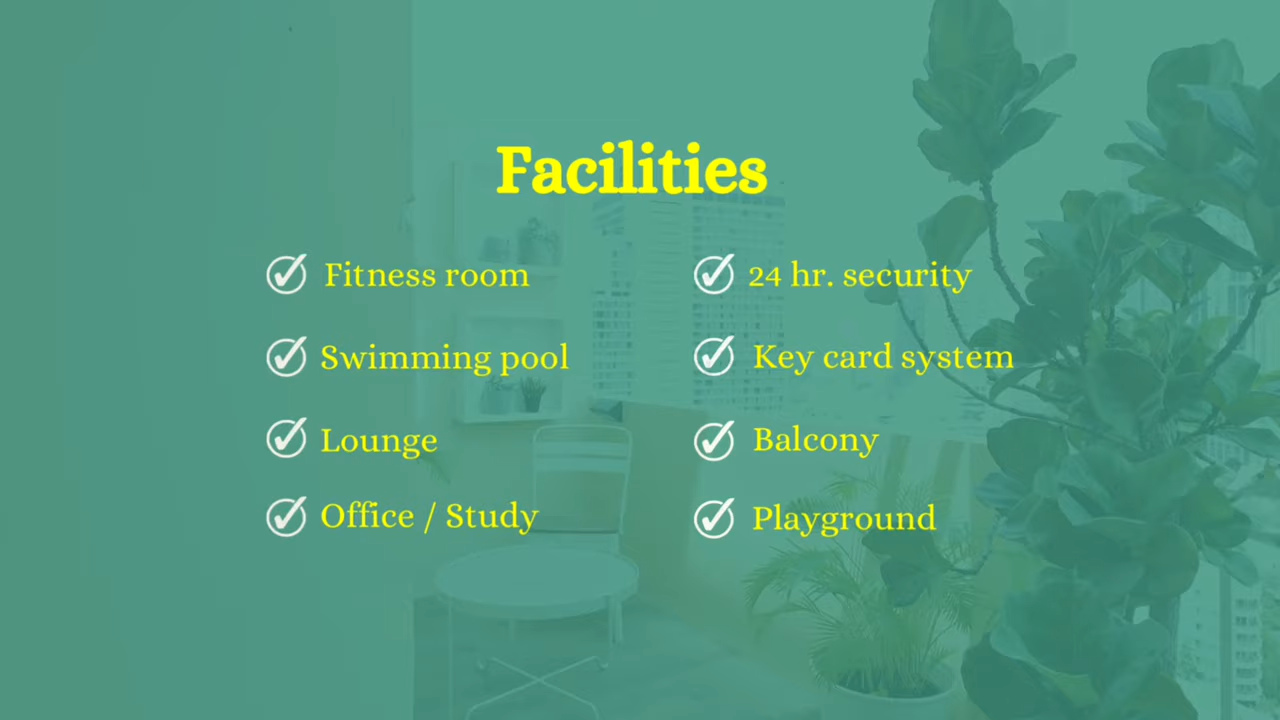 Facilities
Fitness room
Swimming pool
Lounge
Office / Study
24 hr. security
Key card system
Balcony
Playground